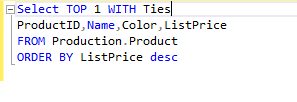 Select TOP 1 WITH Ties
ProductID,Name,Color,ListPrice
FROM Production.Product
ORDER BY ListPrice desc